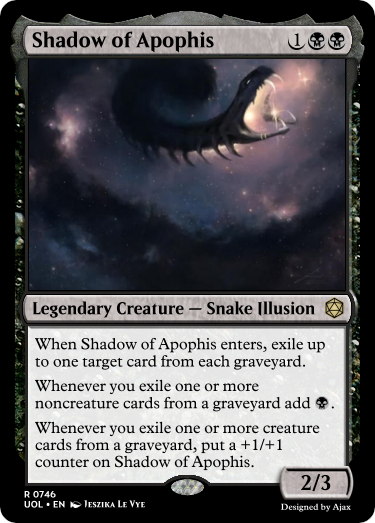 Shadow of Apophis 1
Legendary Creature — Snake Illusion
When Shadow of Apophis enters, exile up
to one target card from each graveyard.
Whenever you exile one or more
noncreature cards from a graveyard add .
Whenever you exile one or more creature
cards from a graveyard, put a +1/+1
counter on Shadow of Apophis.
2/3
R 0746
UOL • EN Jeszika Le Vye
Designed by Ajax